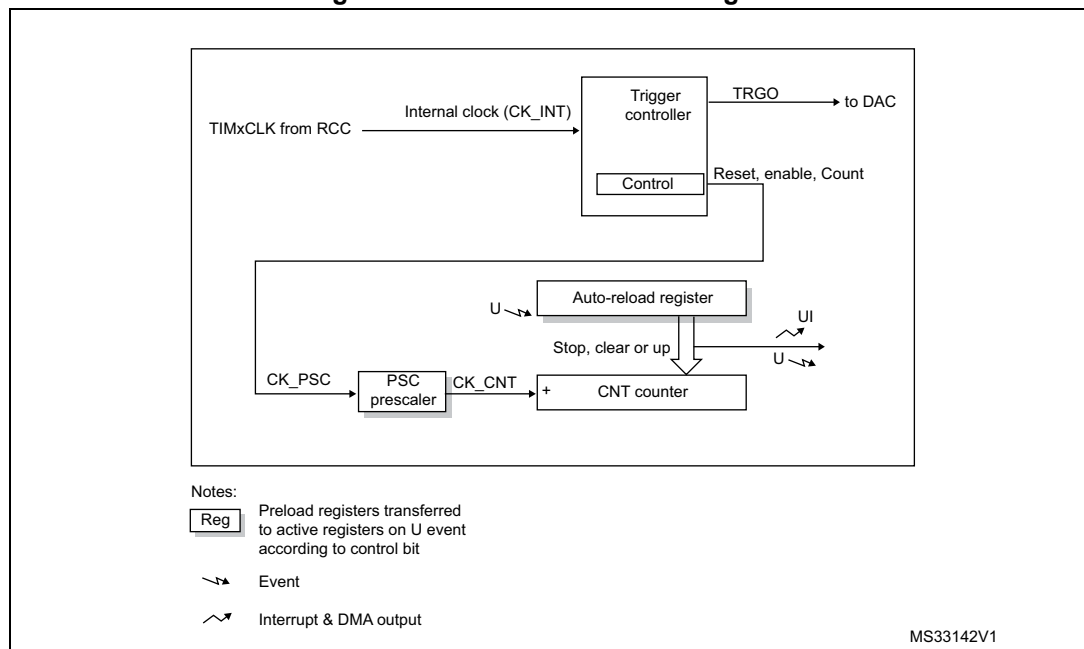 Trigger
controller
TRGO
to DAC
Internal clock (CK_INT)
TIMxCLK from RCC
Control
Reset, enable, Count
Auto-reload register
U
UI
Stop, clear or up
U
CK_PSC
PSC
prescaler
CK_CNT
+
CNT counter
Notes:
Reg
Preload registers transferred
to active registers on U event
according to control bit
Event
Interrupt & DMA output
MS33142V1